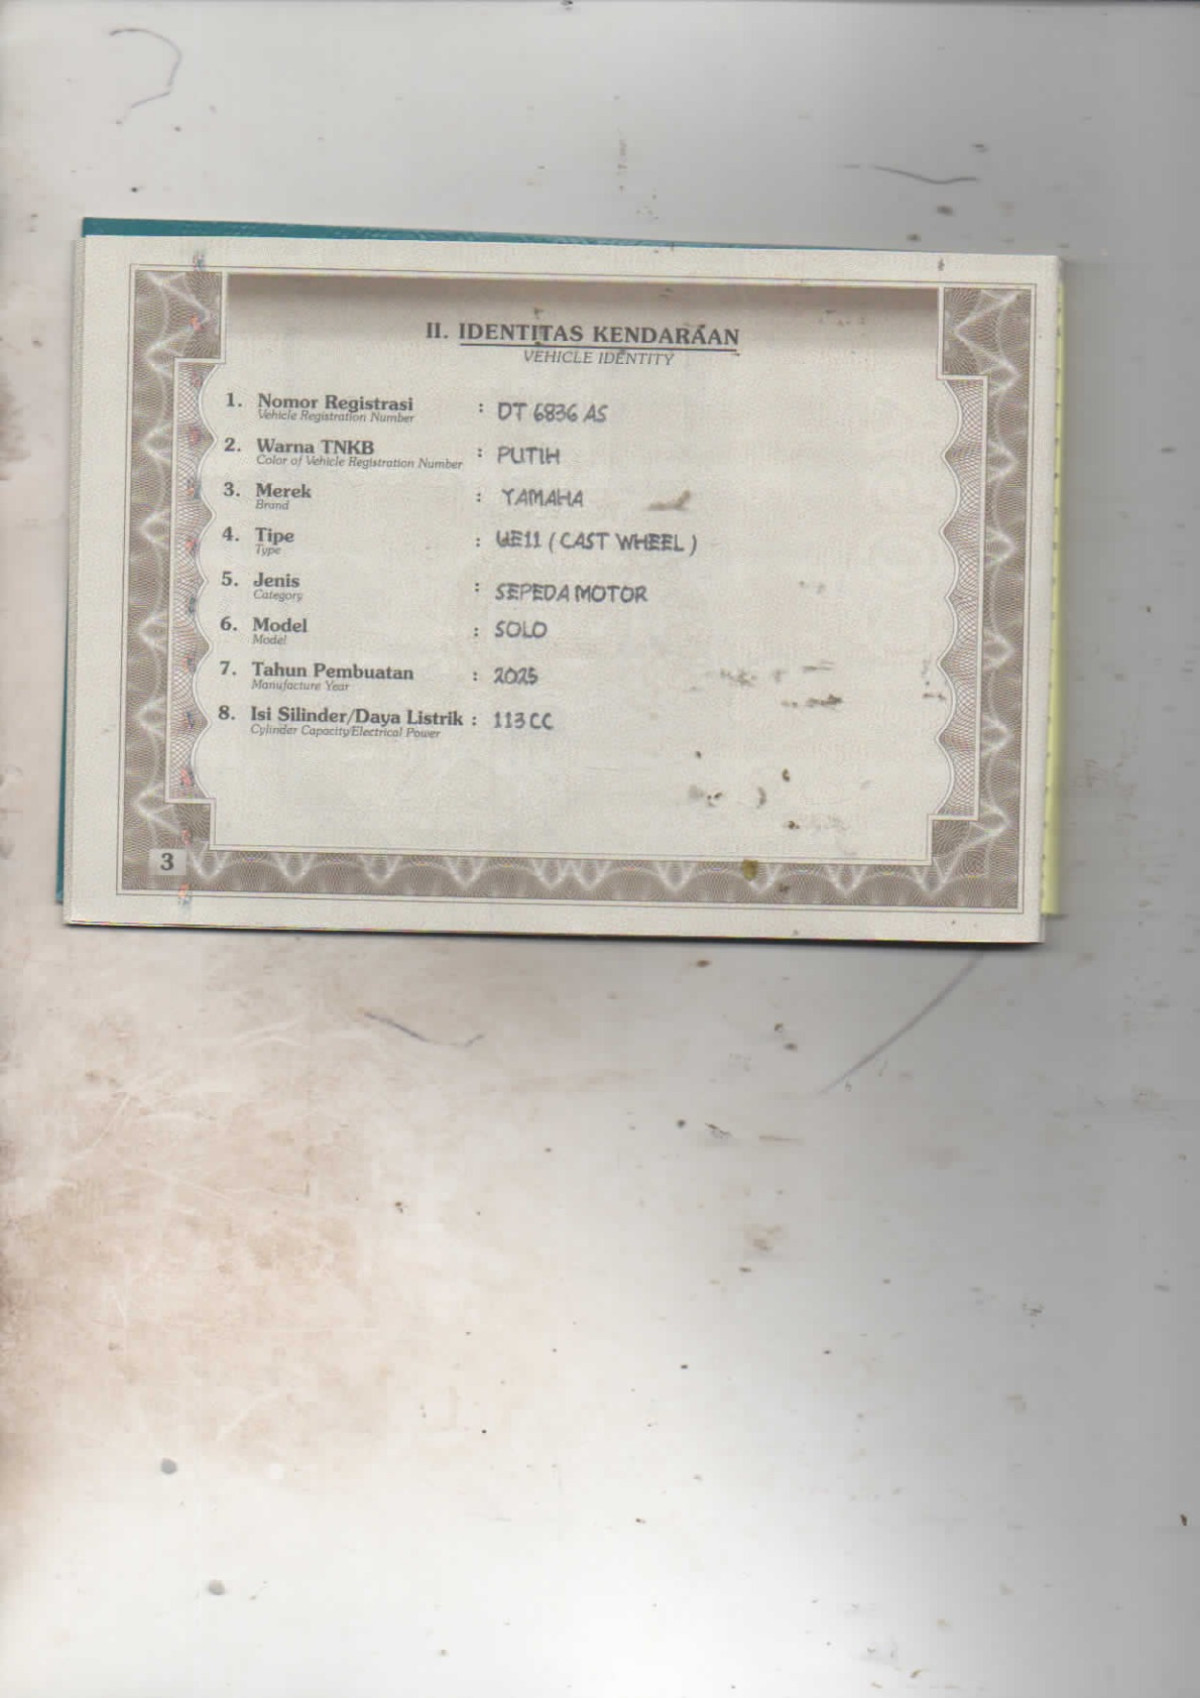 II. IDENTITAS KENDARAAN
VEHICLE IDENTITY
1. Nomor Registrasi : DT 6836 AS
Vehicle Registration Number
2. Warna TNKB : PUTIH
Color of Vehicle Registration Number
3. Merek : YAMAHA
Brand
4. Tipe : UE11 (CAST WHEEL)
Type
5. Jenis : SEPEDA MOTOR
Category
6. Model : SOLO
Model
7. Tahun Pembuatan : 2025
Manufacture Year
8. Isi Silinder/Daya Listrik : 113 CC
Cylinder Capacity/Electrical Power
3